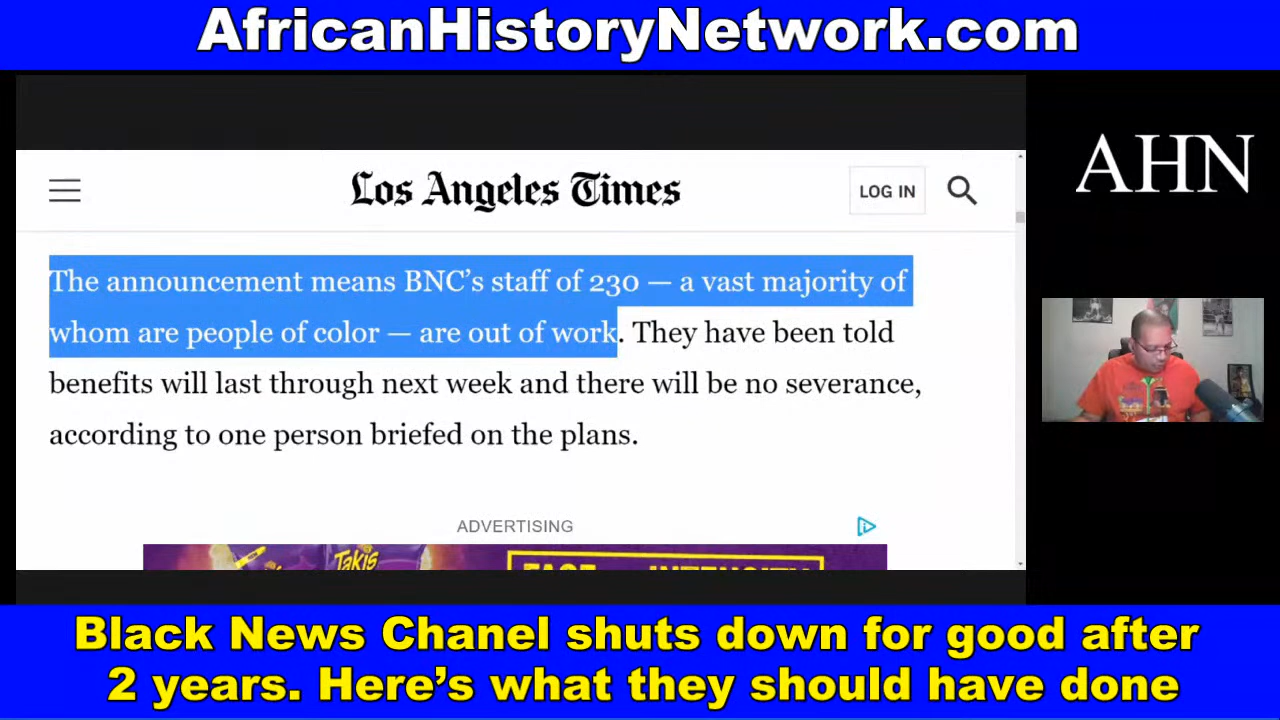 AfricanHistoryNetwork.com
AHN
Los Angeles Times
LOG IN
The announcement means BNC’s staff of 230 — a vast majority of
whom are people of color — are out of work. They have been told
benefits will last through next week and there will be no severance,
according to one person briefed on the plans.
ADVERTISING
Takis
FACE INTENSITY
Black News Chanel shuts down for good after
2 years. Here’s what they should have done